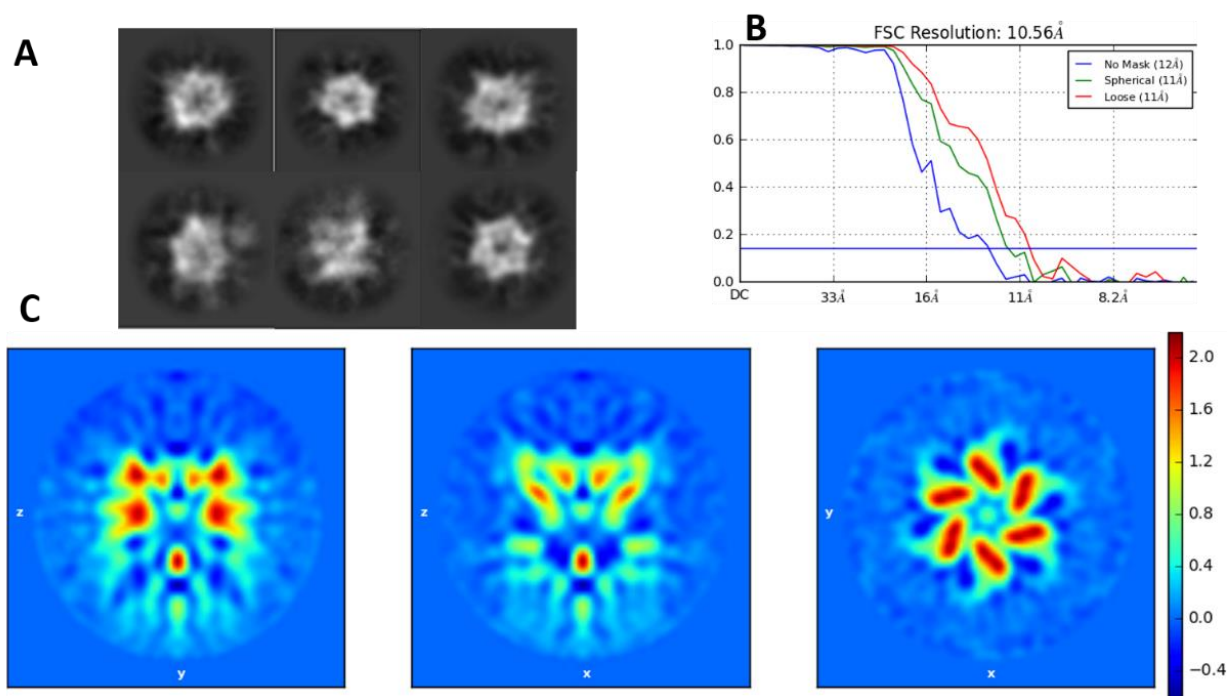 A
B
FSC Resolution: 10.56Å
1.0
0.8
0.6
0.4
0.2
0.0
No Mask (12Å)
Spherical (11Å)
Loose (11Å)
DC
33Å
16Å
11Å
8.2Å
C
z
y
z
x
y
x
2.0
1.6
1.2
0.8
0.4
0.0
−0.4